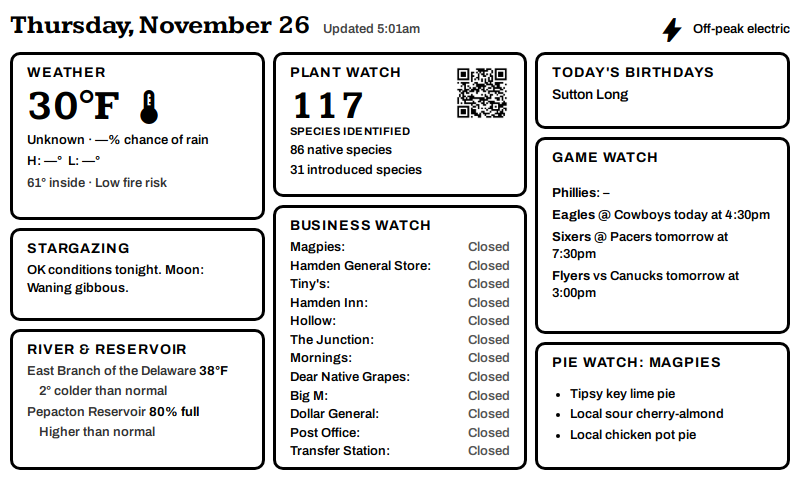 Thursday, November 26 Updated 5:01am
Off-peak electric
WEATHER
30°F
Unknown · —% chance of rain
H: —° L: —°
61° inside · Low fire risk
STARGAZING
OK conditions tonight. Moon:
Waning gibbous.
RIVER & RESERVOIR
East Branch of the Delaware 38°F
2° colder than normal
Pepacton Reservoir 80% full
Higher than normal
PLANT WATCH
117
SPECIES IDENTIFIED
86 native species
31 introduced species
BUSINESS WATCH
Magpies: Closed
Hamden General Store: Closed
Tiny's: Closed
Hamden Inn: Closed
Hollow: Closed
The Junction: Closed
Mornings: Closed
Dear Native Grapes: Closed
Big M: Closed
Dollar General: Closed
Post Office: Closed
Transfer Station: Closed
TODAY'S BIRTHDAYS
Sutton Long
GAME WATCH
Phillies: –
Eagles @ Cowboys today at 4:30pm
Sixers @ Pacers tomorrow at
7:30pm
Flyers vs Canucks tomorrow at
3:00pm
PIE WATCH: MAGPIES
• Tipsy key lime pie
• Local sour cherry-almond
• Local chicken pot pie